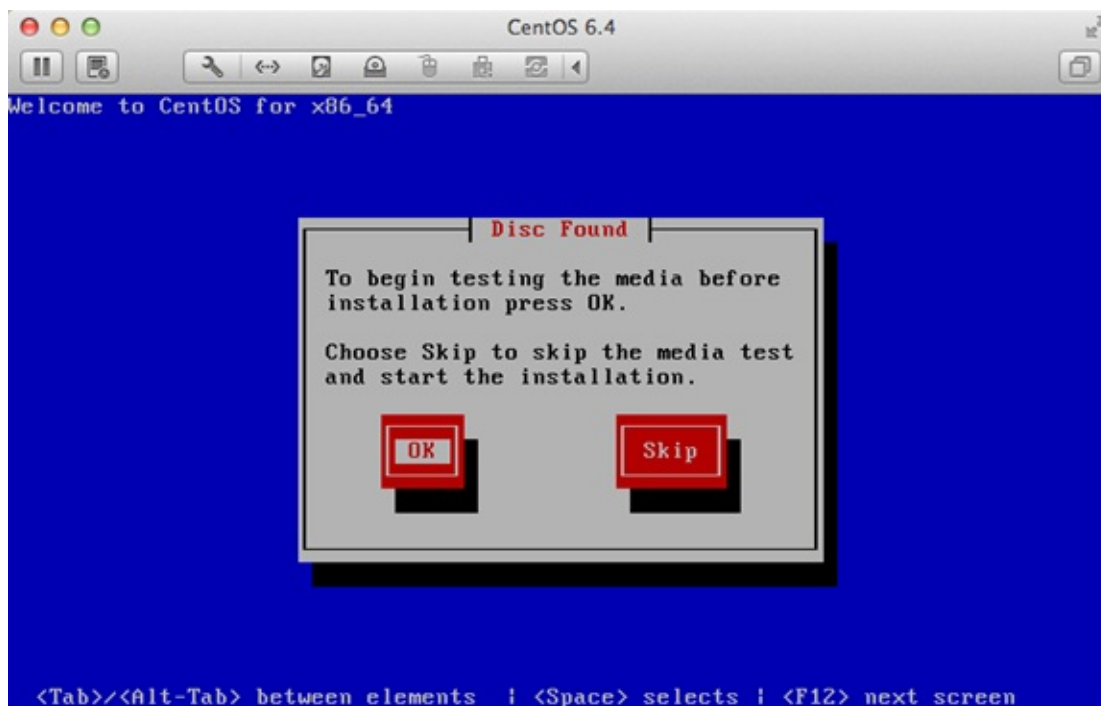 CentOS 6.4
Welcome to CentOS for x86_64
Disc Found
To begin testing the media before
installation press OK.
Choose Skip to skip the media test
and start the installation.
OK Skip
<Tab>/<Alt-Tab> between elements | <Space> selects | <F12> next screen